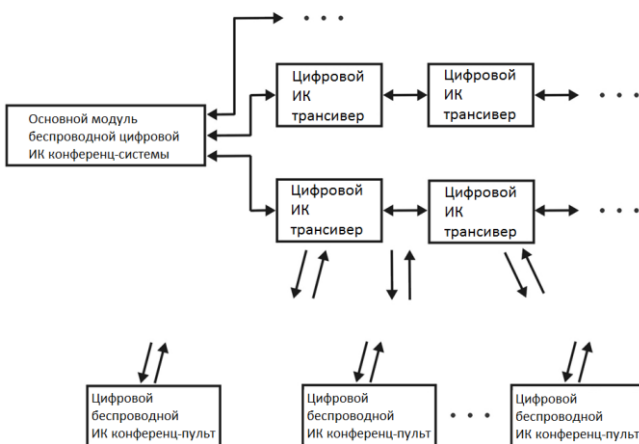 Цифровой
ИК
трансивер
Цифровой
ИК
трансивер
Основной модуль
беспроводной цифровой
ИК конференц-системы
Цифровой
ИК
трансивер
Цифровой
ИК
трансивер
Цифровой
беспроводной
ИК конференц-пульт
Цифровой
беспроводной
ИК конференц-пульт
Цифровой
беспроводной
ИК конференц-пульт